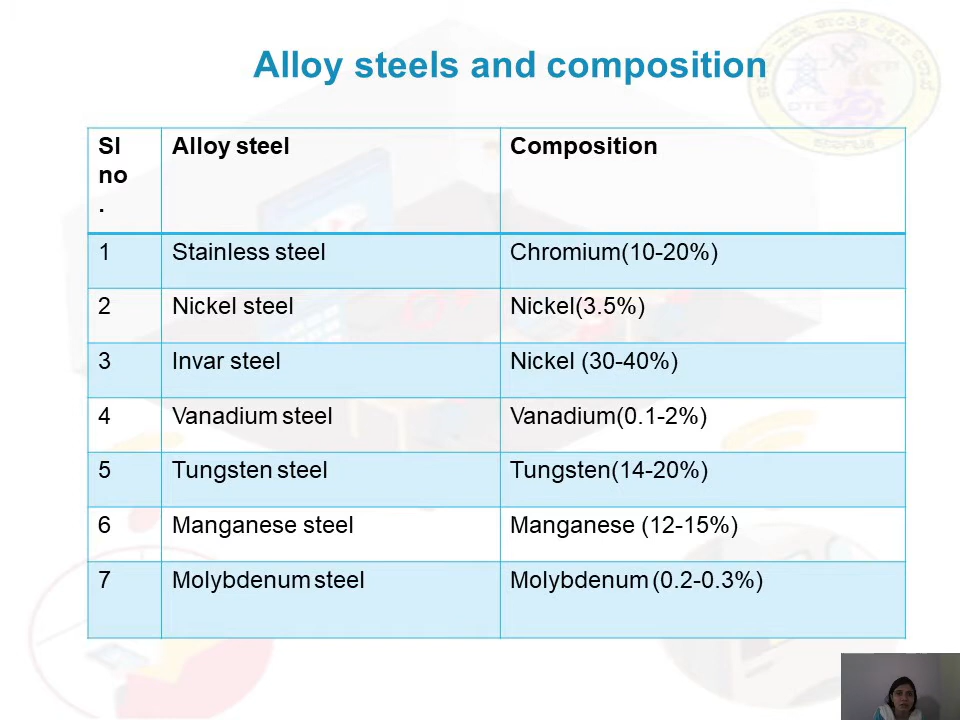 Alloy steels and composition
Sl no . Alloy steel Composition
1 Stainless steel Chromium(10-20%)
2 Nickel steel Nickel(3.5%)
3 Invar steel Nickel (30-40%)
4 Vanadium steel Vanadium(0.1-2%)
5 Tungsten steel Tungsten(14-20%)
6 Manganese steel Manganese (12-15%)
7 Molybdenum steel Molybdenum (0.2-0.3%)